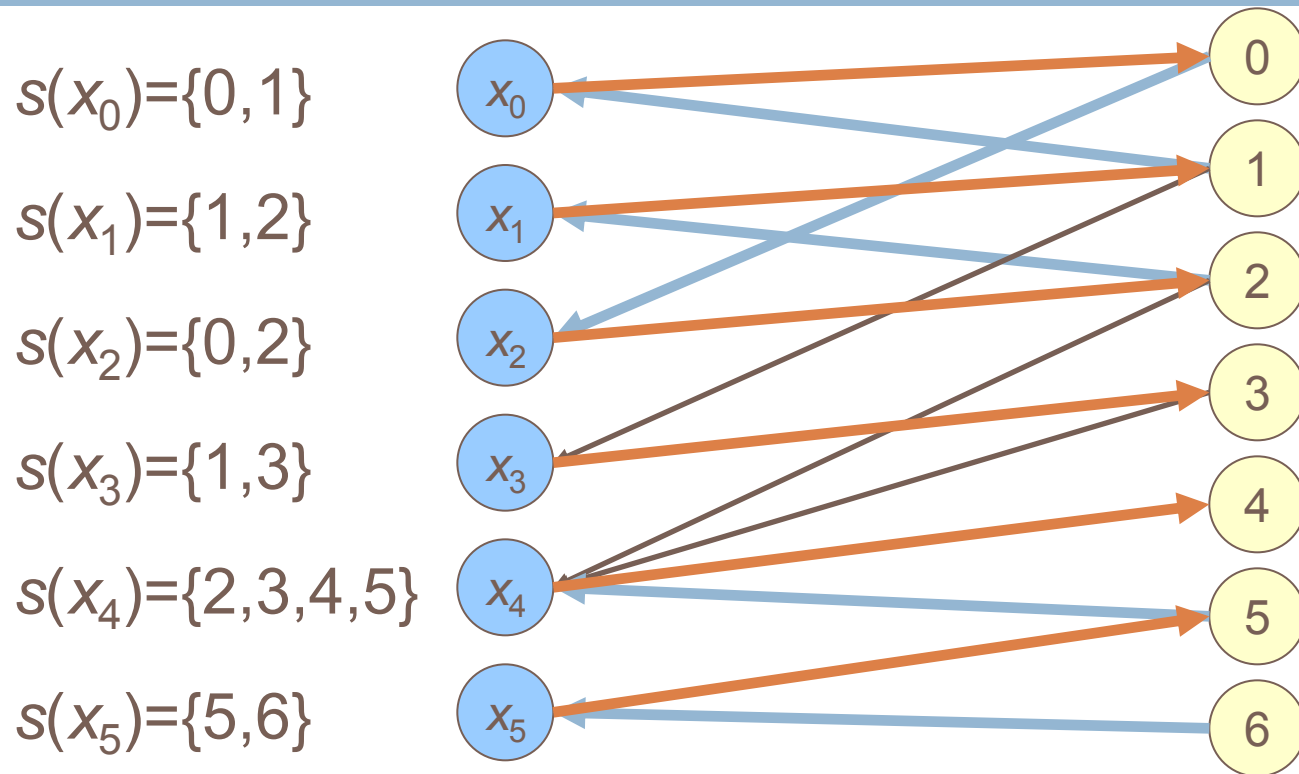 s(x₀)={0,1}
s(x₁)={1,2}
s(x₂)={0,2}
s(x₃)={1,3}
s(x₄)={2,3,4,5}
s(x₅)={5,6}
x₀
x₁
x₂
x₃
x₄
x₅
0
1
2
3
4
5
6